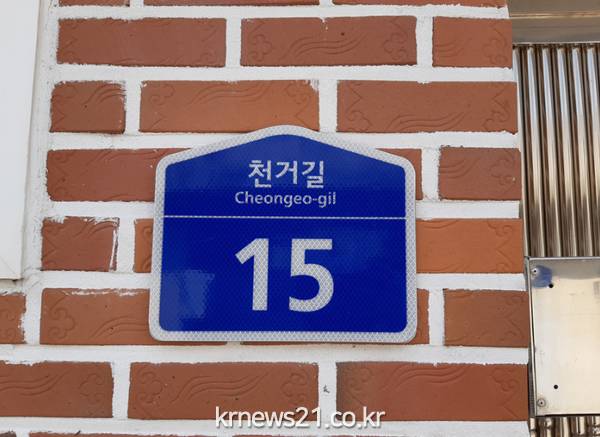 천거길
Cheongeo-gil
15
krnews21.co.kr